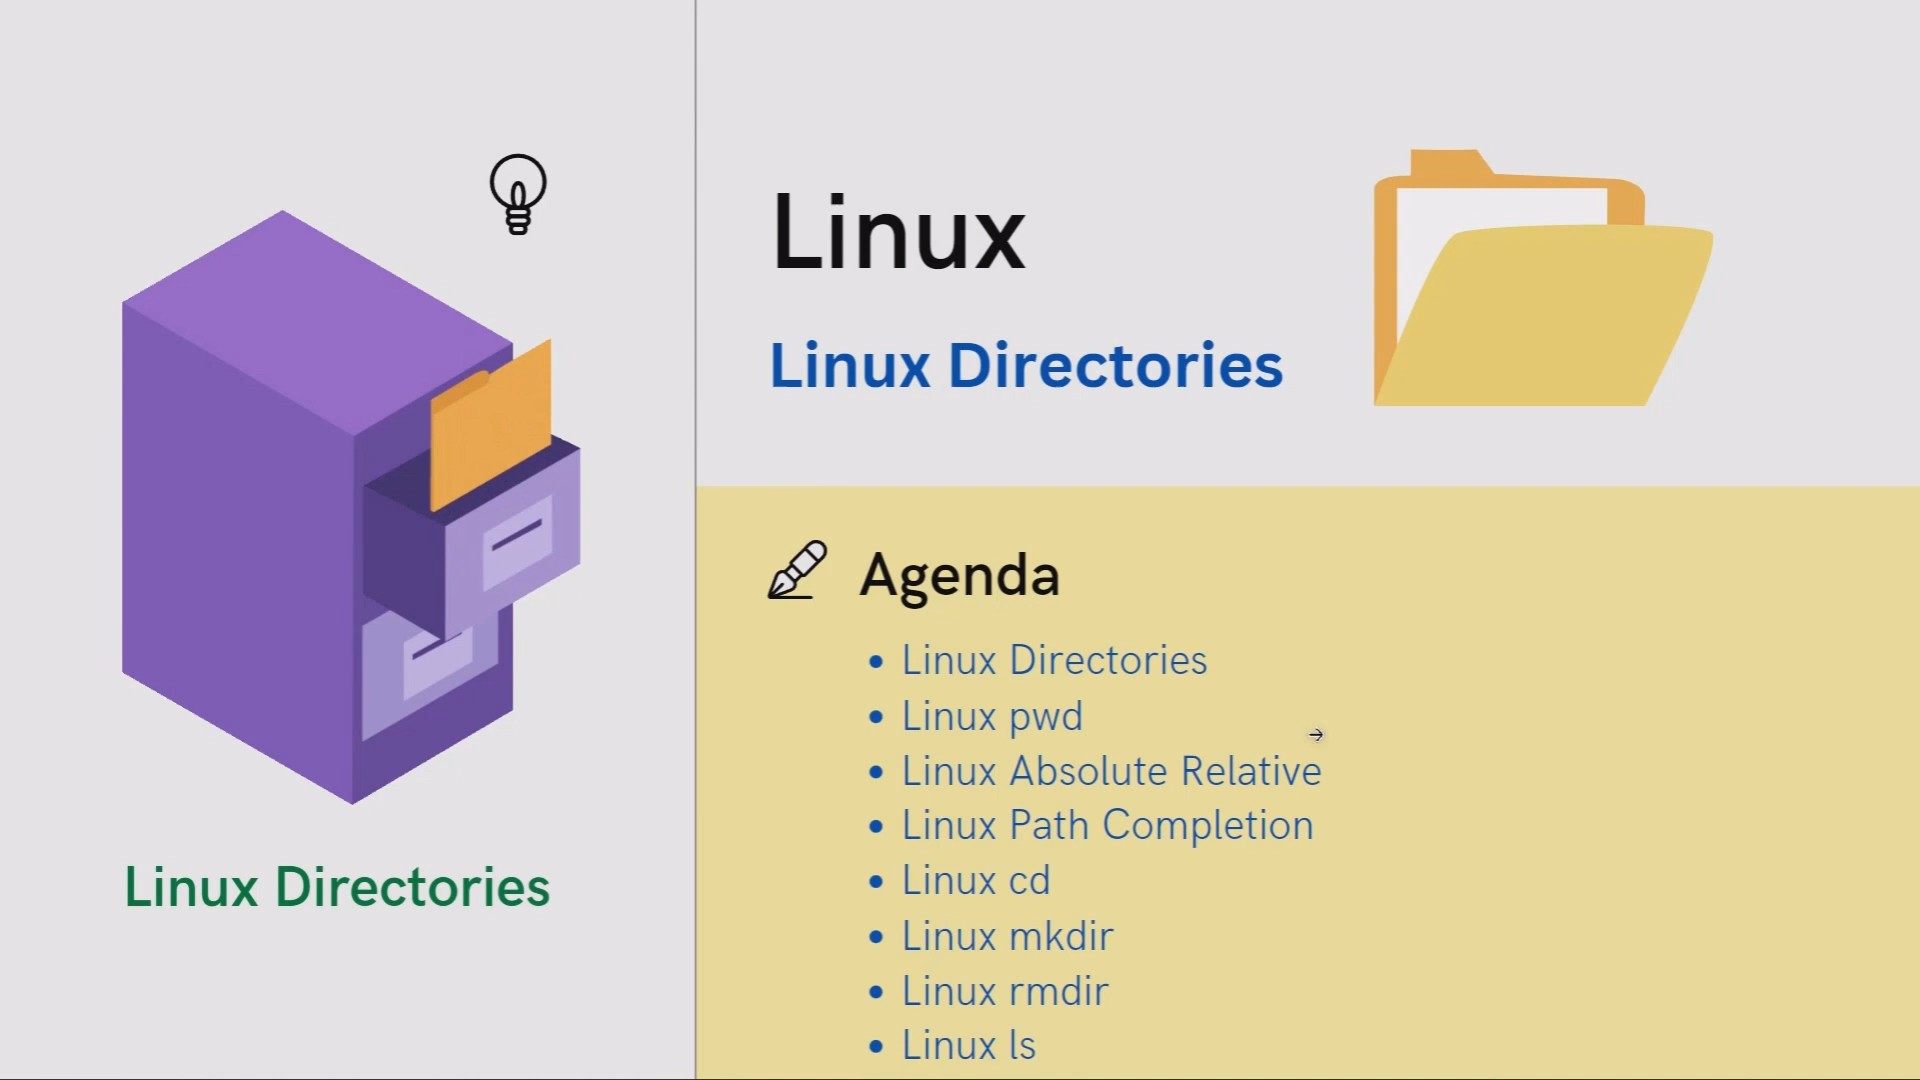 Linux
Linux Directories
Agenda
Linux Directories
Linux pwd
Linux Absolute Relative
Linux Path Completion
Linux cd
Linux mkdir
Linux rmdir
Linux ls
Linux Directories